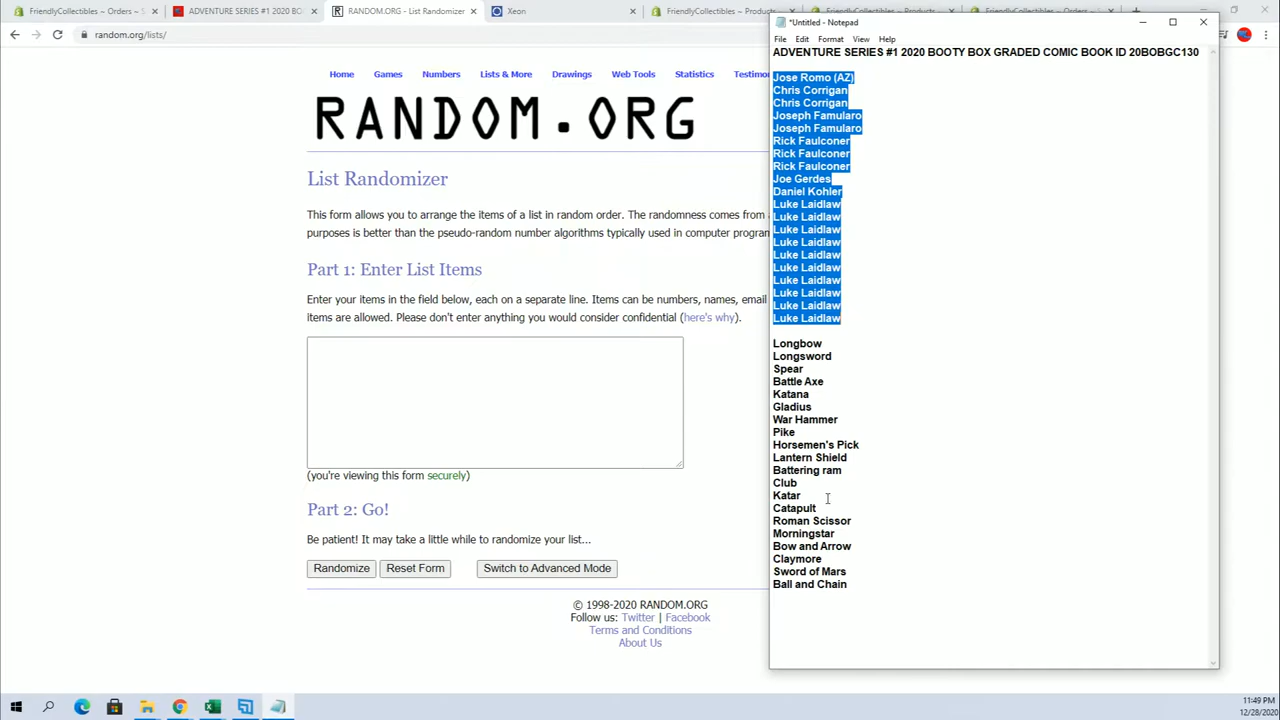 FriendlyCollectibles ~ Orders ~ S
ADVENTURE SERIES #1 2020 BO
RANDOM.ORG - List Randomizer
Xeon
FriendlyCollectibles ~ Products
FriendlyCollectibles ~ Products
FriendlyCollectibles ~ Orders ~
random.org/lists/
Home Games Numbers Lists & More Drawings Web Tools Statistics Testimo
RANDOM.ORG
List Randomizer
This form allows you to arrange the items of a list in random order. The randomness comes from
purposes is better than the pseudo-random number algorithms typically used in computer program
Part 1: Enter List Items
Enter your items in the field below, each on a separate line. Items can be numbers, names, email
items are allowed. Please don't enter anything you would consider confidential (here's why).
(you're viewing this form securely)
Part 2: Go!
Be patient! It may take a little while to randomize your list...
Randomize Reset Form Switch to Advanced Mode
© 1998-2020 RANDOM.ORG
Follow us: Twitter | Facebook
Terms and Conditions
About Us
*Untitled - Notepad
File Edit Format View Help
ADVENTURE SERIES #1 2020 BOOTY BOX GRADED COMIC BOOK ID 20BOBGC130
Jose Romo (AZ)
Chris Corrigan
Chris Corrigan
Joseph Famularo
Joseph Famularo
Rick Faulconer
Rick Faulconer
Rick Faulconer
Joe Gerdes
Daniel Kohler
Luke Laidlaw
Luke Laidlaw
Luke Laidlaw
Luke Laidlaw
Luke Laidlaw
Luke Laidlaw
Luke Laidlaw
Luke Laidlaw
Luke Laidlaw
Luke Laidlaw
Longbow
Longsword
Spear
Battle Axe
Katana
Gladius
War Hammer
Pike
Horsemen's Pick
Lantern Shield
Battering ram
Club
Katar
Catapult
Roman Scissor
Morningstar
Bow and Arrow
Claymore
Sword of Mars
Ball and Chain
11:49 PM
12/28/2020